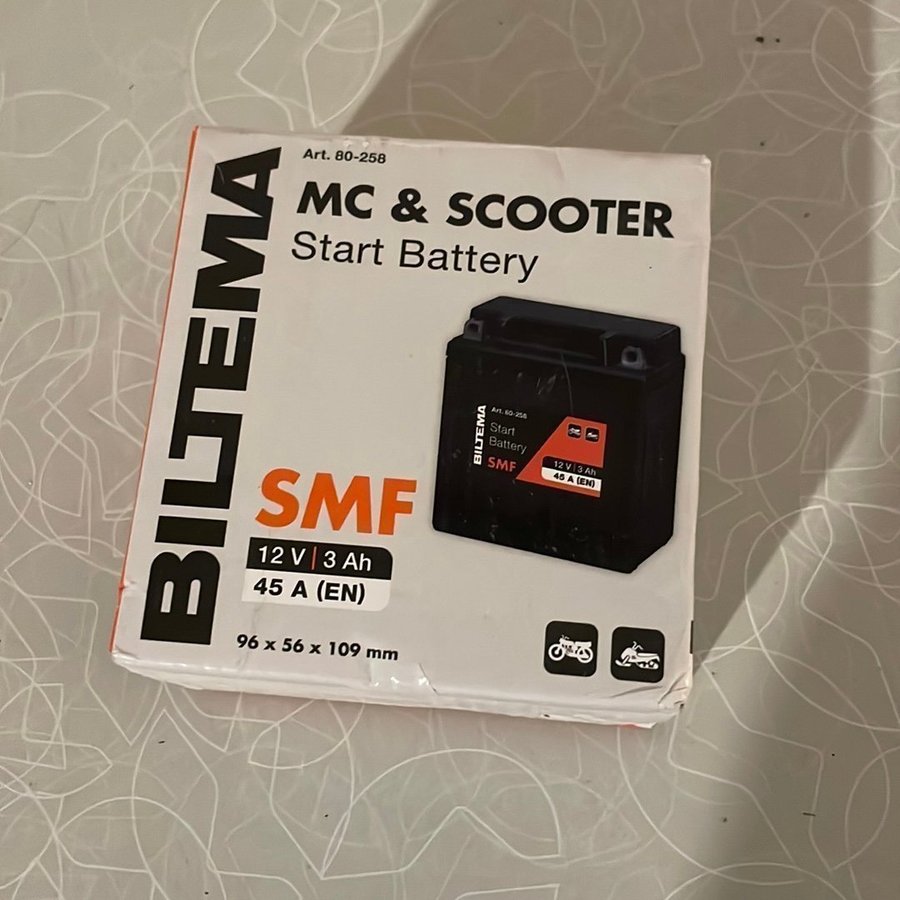 BILTEMA
Art. 80-258
MC & SCOOTER
Start Battery
BILTEMA
Art. 80-258
Start
Battery
SMF
12 V | 3 Ah
45 A (EN)
SMF
12 V | 3 Ah
45 A (EN)
96 x 56 x 109 mm